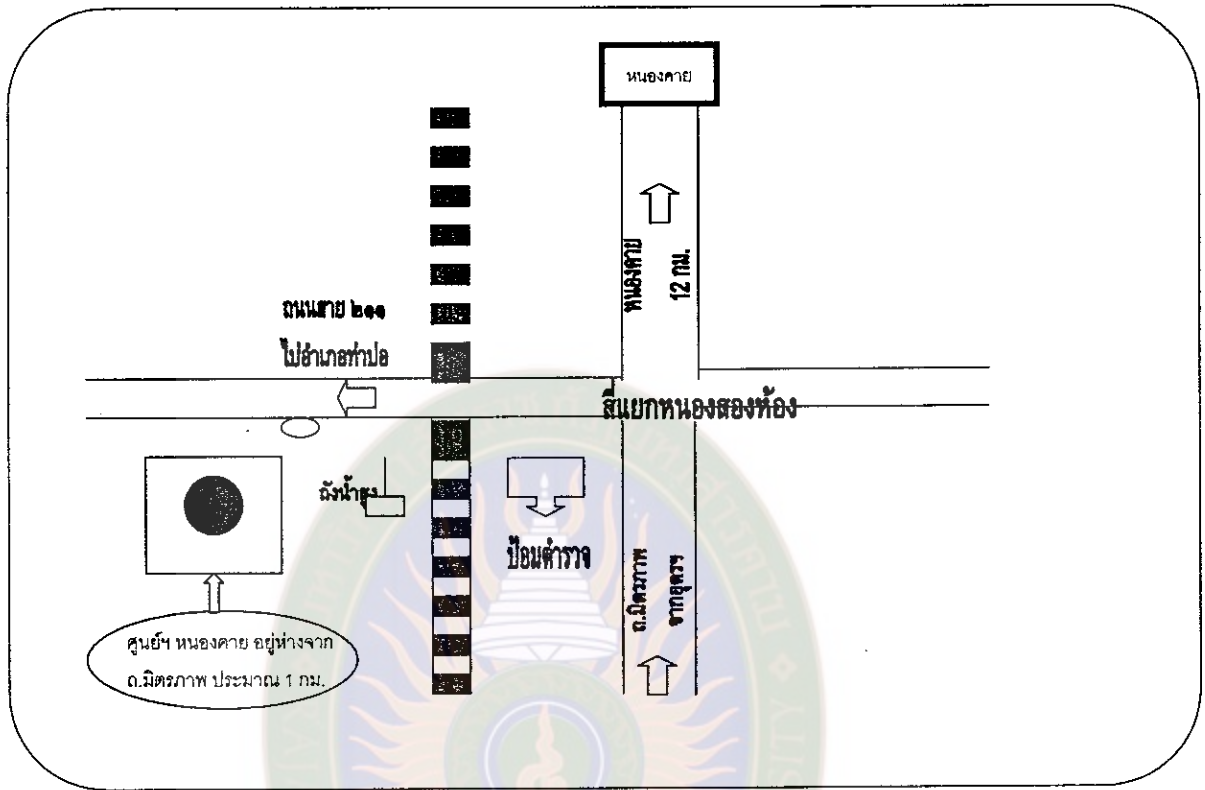 หนองคาย
หนองคาย
12 กม.
ถนนสาย ๒๑๑
ไปอำเภอท่าบ่อ
สี่แยกหนองสองห้อง
ถังน้ำสูง
ป้อมตำรวจ
ถ.มิตรภาพ
จากอุดรฯ
ศูนย์ฯ หนองคาย อยู่ห่างจาก
ถ.มิตรภาพ ประมาณ 1 กม.